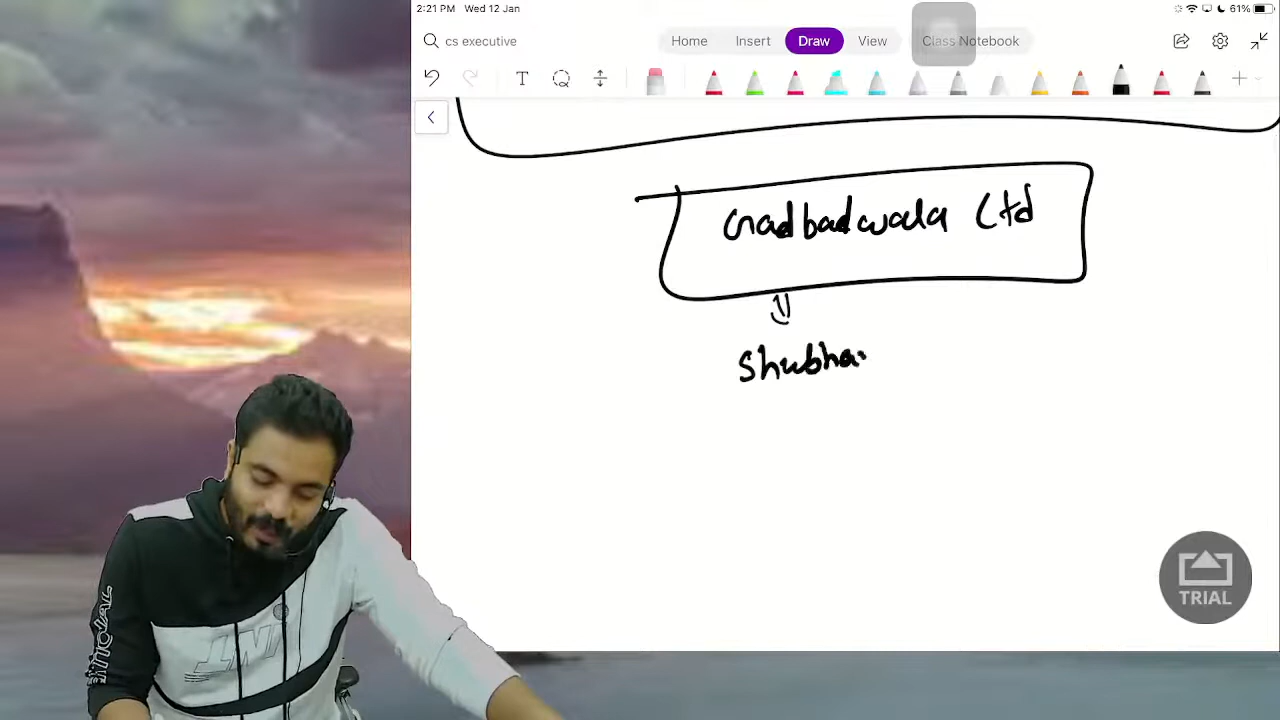 2:21 PM Wed 12 Jan
61%
cs executive
Home Insert Draw View Class Notebook
T
Gadbadwala Ltd
Shubha
TRIAL